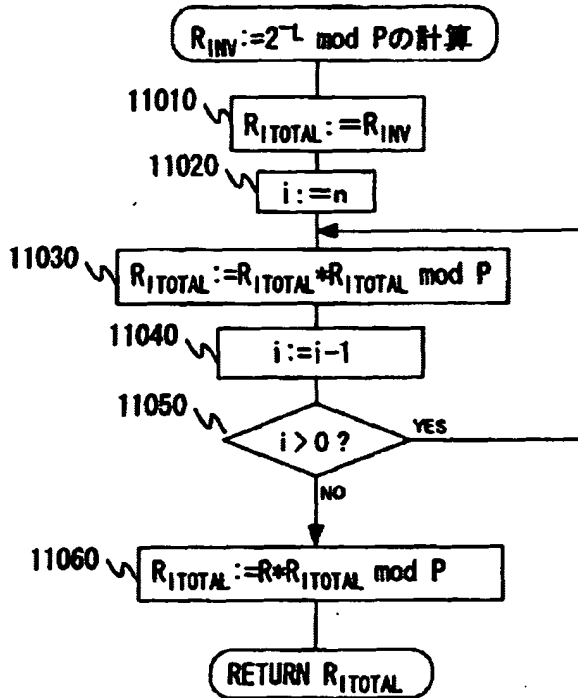 R_INV:=2^-L mod Pの計算
11010
R_ITOTAL:=R_INV
11020
i:=n
11030
R_ITOTAL:=R_ITOTAL*R_ITOTAL mod P
11040
i:=i-1
11050
i>0?
YES
NO
11060
R_ITOTAL:=R*R_ITOTAL mod P
RETURN R_ITOTAL